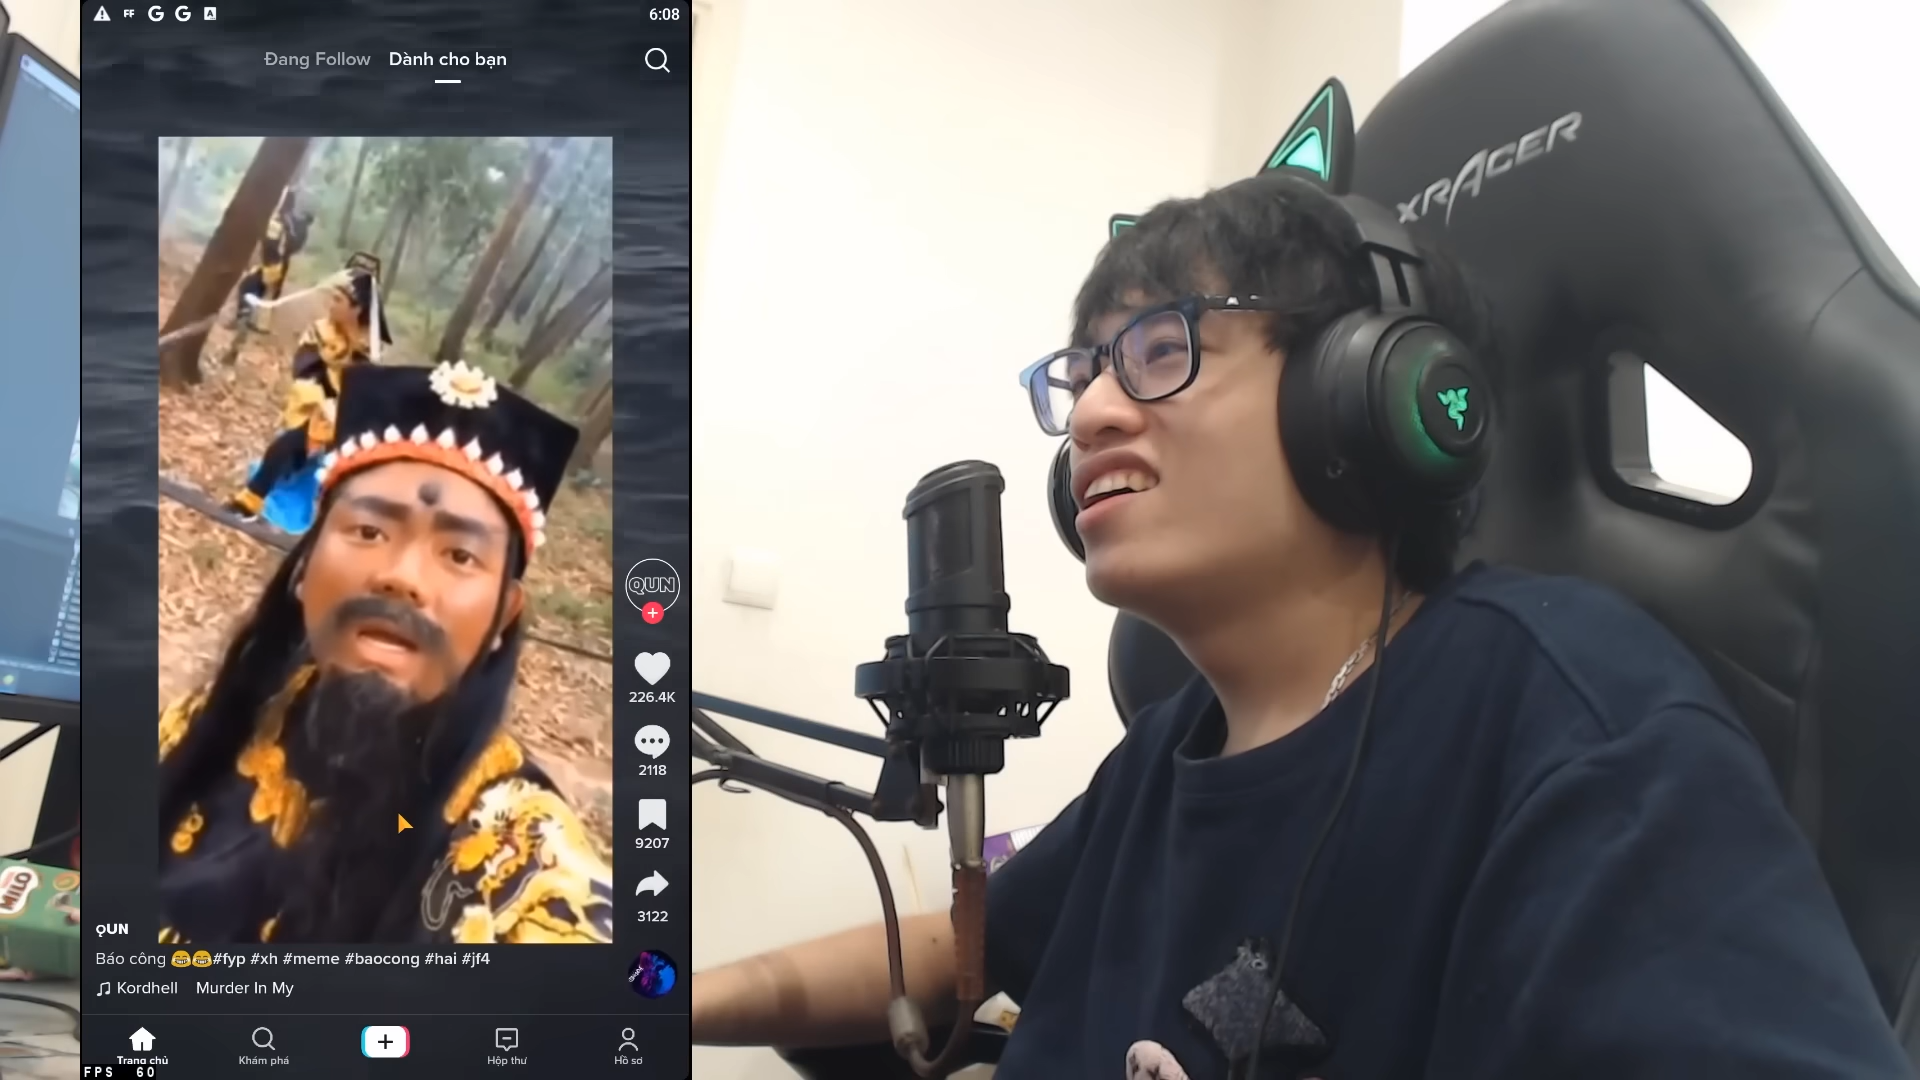 6:08
Đang Follow Dành cho bạn
XRACER
QUN
226.4K
2118
9207
3122
MILO
QUN
Báo công 😂😂#fyp #xh #meme #baocong #hai #jf4
Kordhell Murder In My
Trang chủ Khám phá Hộp thư Hồ sơ
FPS 60